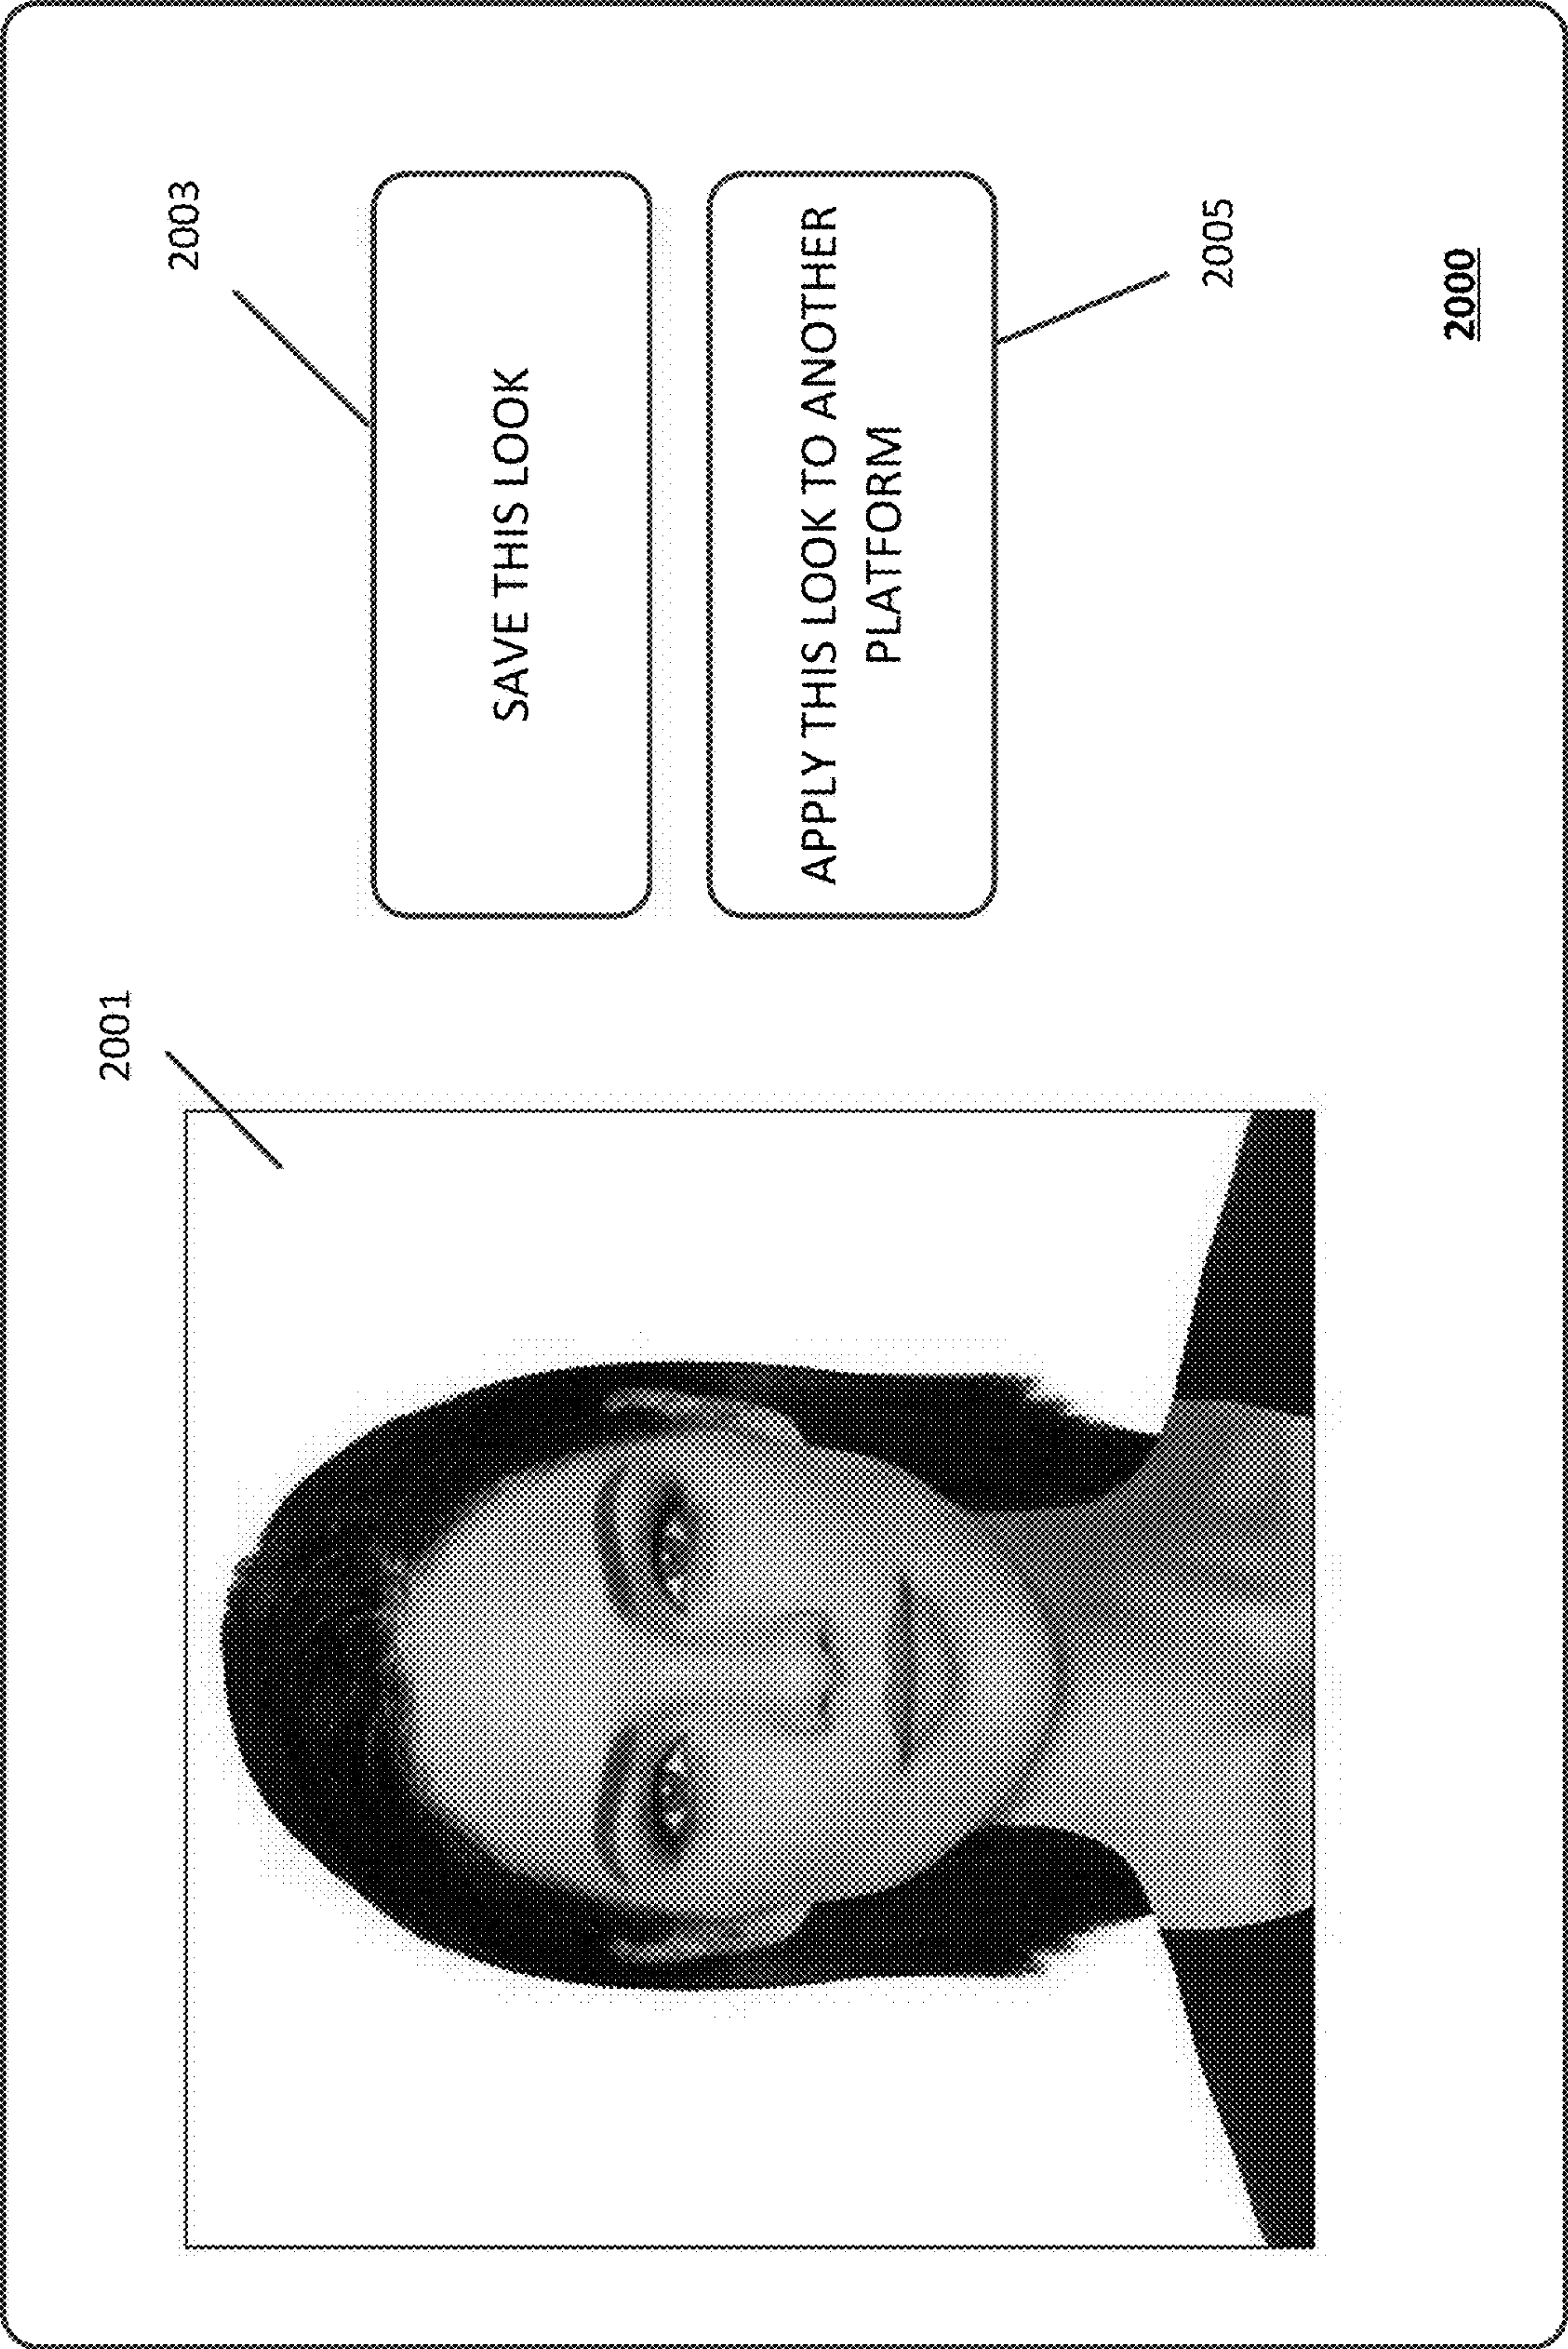 2001
2003
SAVE THIS LOOK
APPLY THIS LOOK TO ANOTHER
PLATFORM
2005
2000